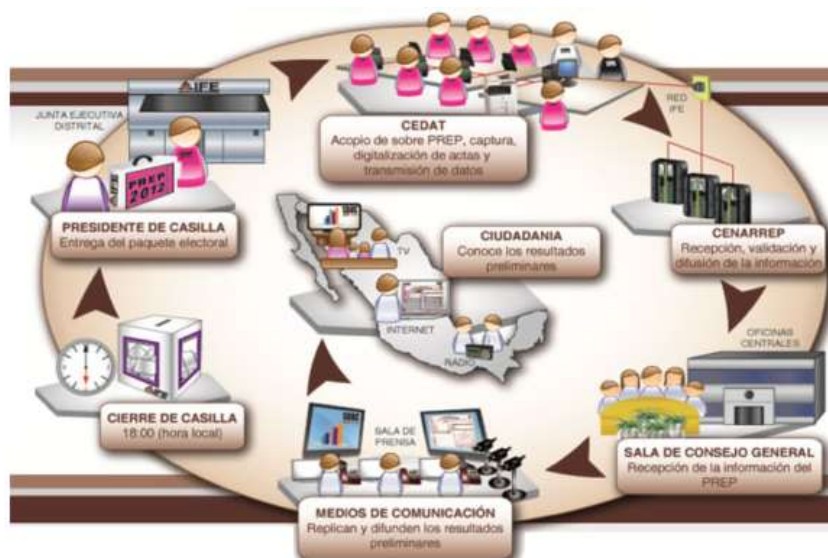 IFE
JUNTA EJECUTIVA
DISTRITAL
PREP
2012
IFE
PRESIDENTE DE CASILLA
Entrega del paquete electoral
CEDAT
Acopio de sobre PREP, captura,
digitalización de actas y
transmisión de datos
RED
IFE
CENARREP
Recepción, validación y
difusión de la información
CIUDADANIA
Conoce los resultados
preliminares
TV
INTERNET
RADIO
CIERRE DE CASILLA
18:00 (hora local)
IFE
OFICINAS
CENTRALES
SALA DE CONSEJO GENERAL
Recepción de la información del
PREP
SALA DE
PRENSA
MEDIOS DE COMUNICACIÓN
Replican y difunden los resultados
preliminares